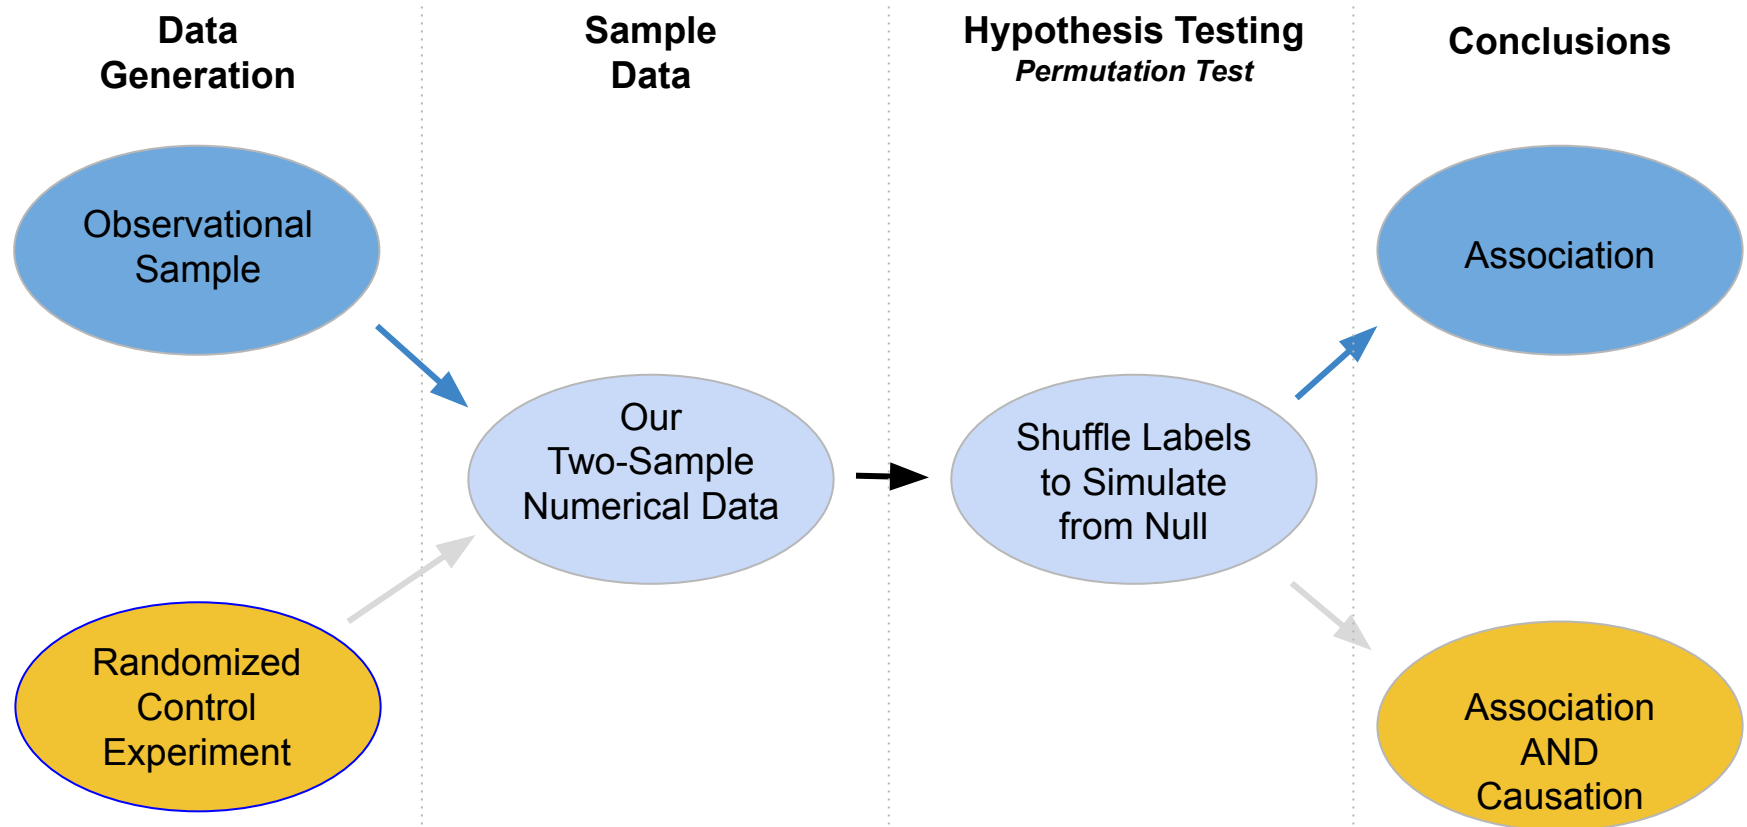 Data
Generation
Sample
Data
Hypothesis Testing
Permutation Test
Conclusions
Observational
Sample
Association
Our
Two-Sample
Numerical Data
Shuffle Labels
to Simulate
from Null
Randomized
Control
Experiment
Association
AND
Causation